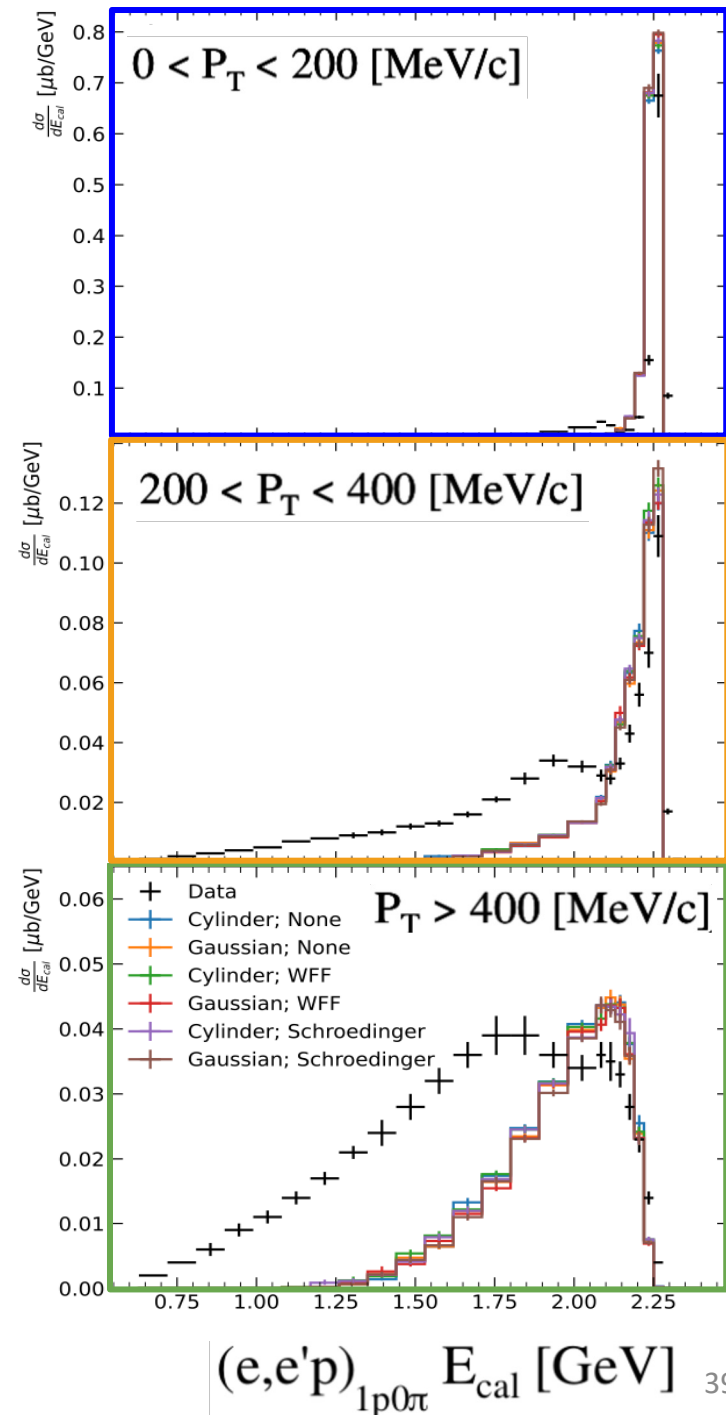 0 < P_T < 200 [MeV/c]
dσ/dE_cal [μb/GeV]
0.8
0.7
0.6
0.5
0.4
0.3
0.2
0.1
200 < P_T < 400 [MeV/c]
dσ/dE_cal [μb/GeV]
0.12
0.10
0.08
0.06
0.04
0.02
P_T > 400 [MeV/c]
dσ/dE_cal [μb/GeV]
0.06
0.05
0.04
0.03
0.02
0.01
0.00
Data
Cylinder; None
Gaussian; None
Cylinder; WFF
Gaussian; WFF
Cylinder; Schroedinger
Gaussian; Schroedinger
0.75 1.00 1.25 1.50 1.75 2.00 2.25
(e,e'p)_1p0π E_cal [GeV]
39